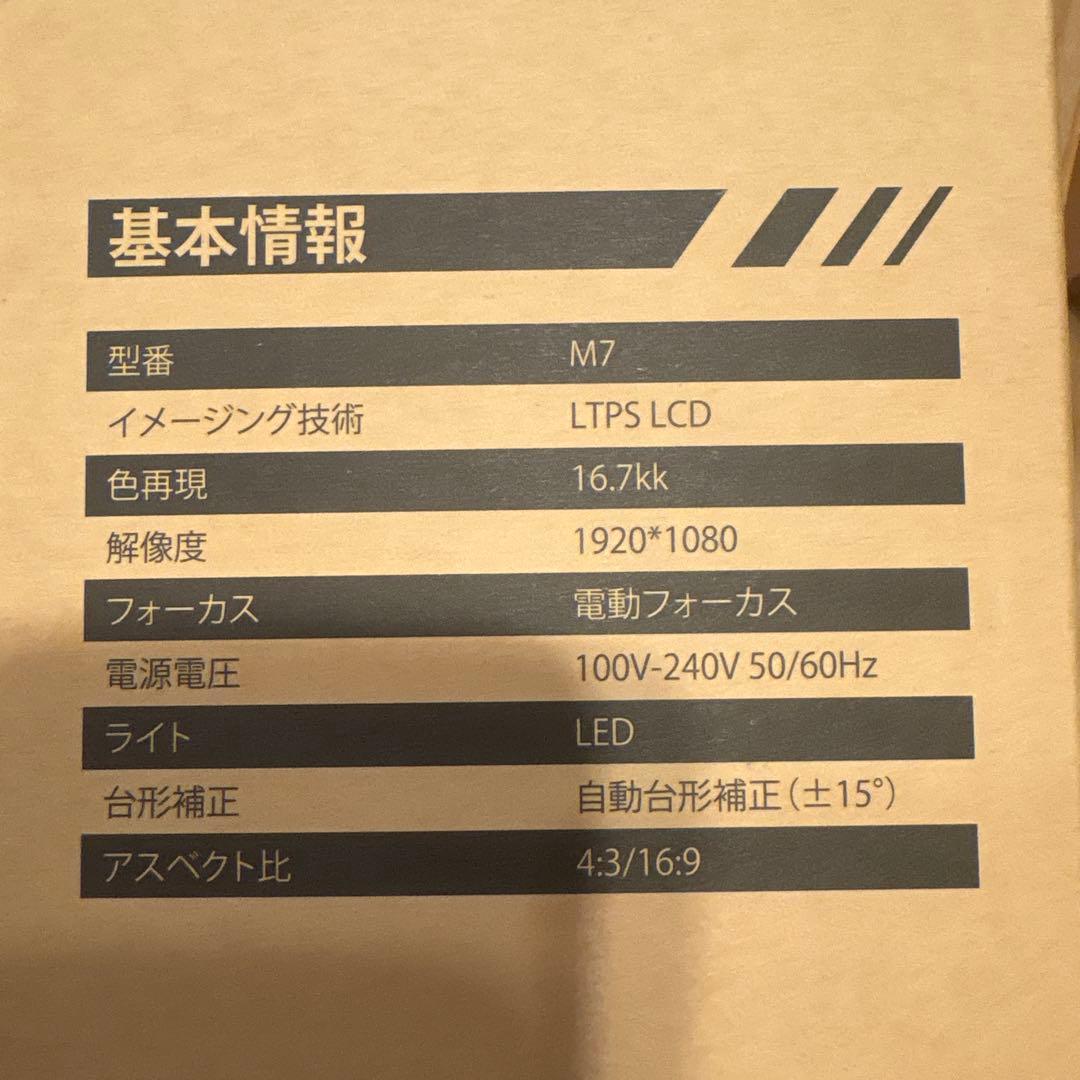 基本情報
型番 M7
イメージング技術 LTPS LCD
色再現 16.7kk
解像度 1920*1080
フォーカス 電動フォーカス
電源電圧 100V-240V 50/60Hz
ライト LED
台形補正 自動台形補正（±15°）
アスベクト比 4:3/16:9